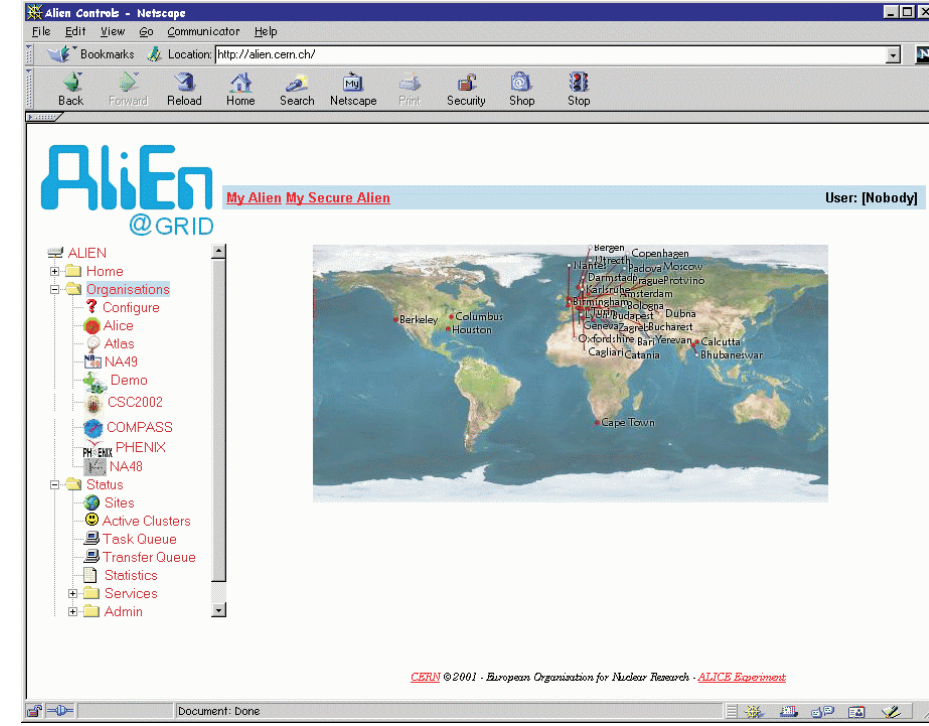 Alien Controls - Netscape
File Edit View Go Communicator Help
Bookmarks Location: http://alien.cern.ch/
Back Forward Reload Home Search Netscape Print Security Shop Stop
My
N
AliEn
@GRID
My Alien My Secure Alien
User: [Nobody]
ALIEN
Home
Organisations
Configure
Alice
Atlas
NA49
Demo
CSC2002
COMPASS
PHENIX PHENIX
NA48
Status
Sites
Active Clusters
Task Queue
Transfer Queue
Statistics
Services
Admin
Bergen
Copenhagen
Utrecth
Nantes
Padova
Moscow
Darmstadt
Prague
Protvino
Karlsruhe
Amsterdam
Birmingham
Bologna
Turin
Dubna
Lyon
Budapest
Geneva
Zagreb
Bucharest
Oxfordshire
Bari
Yerevan
Calcutta
Cagliari
Catania
Bhubaneswar
Berkeley
Columbus
Houston
Cape Town
CERN © 2001 - European Organisation for Nuclear Research - ALICE Experiment
Document: Done